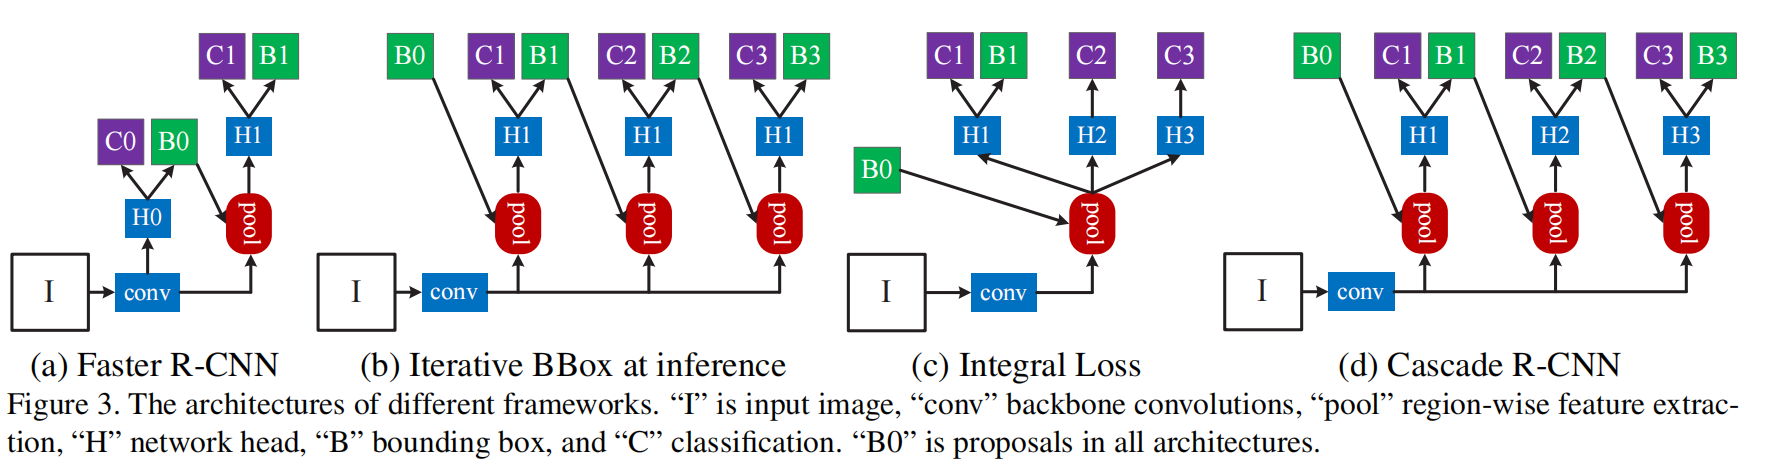 C1 B1
C0 B0 H1
H0 pool
I conv
(a) Faster R-CNN
B0 C1 B1 C2 B2 C3 B3
H1 H1 H1
pool pool pool
I conv
(b) Iterative BBox at inference
C1 B1 C2 C3
H1 H2 H3
B0
pool
I conv
(c) Integral Loss
B0 C1 B1 C2 B2 C3 B3
H1 H2 H3
pool pool pool
I conv
(d) Cascade R-CNN
Figure 3. The architectures of different frameworks. “I” is input image, “conv” backbone convolutions, “pool” region-wise feature extrac-
tion, “H” network head, “B” bounding box, and “C” classification. “B0” is proposals in all architectures.